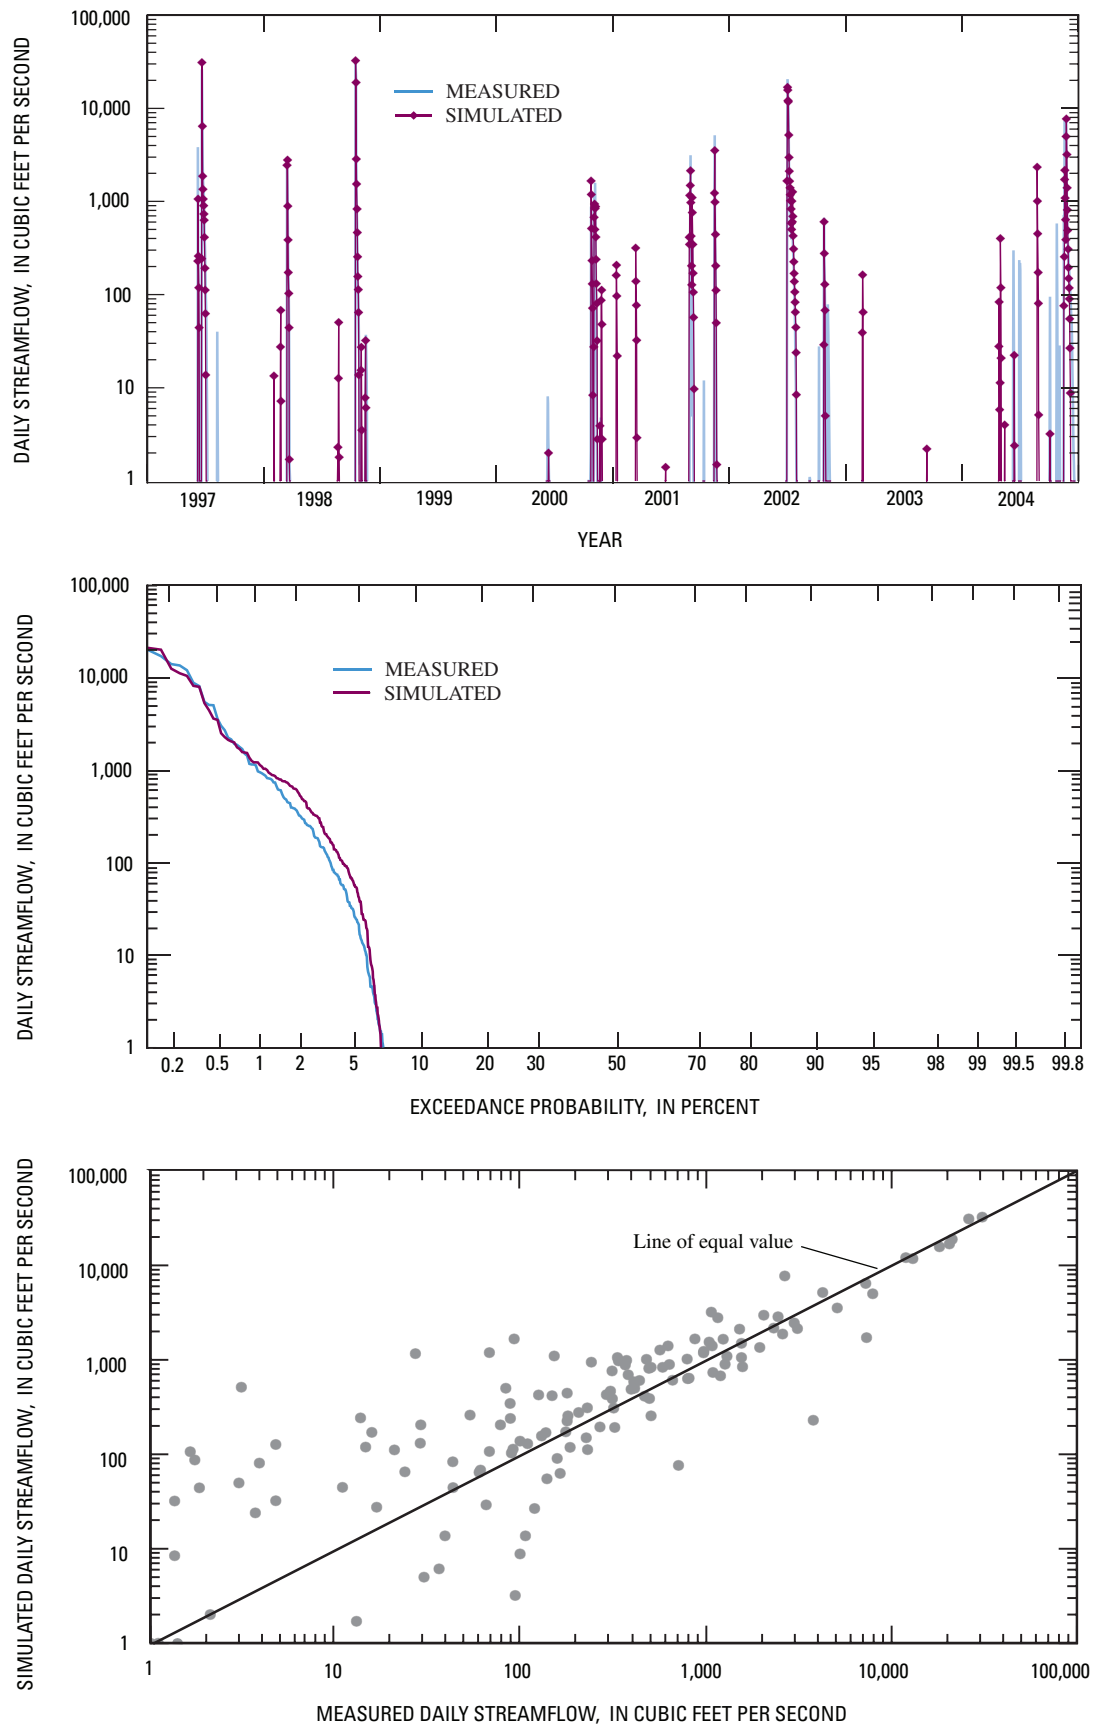 DAILY STREAMFLOW, IN CUBIC FEET PER SECOND
100,000
10,000
1,000
100
10
1
MEASURED
SIMULATED
1997 1998 1999 2000 2001 2002 2003 2004
YEAR
DAILY STREAMFLOW, IN CUBIC FEET PER SECOND
100,000
10,000
1,000
100
10
1
MEASURED
SIMULATED
0.2 0.5 1 2 5 10 20 30 50 70 80 90 95 98 99 99.5 99.8
EXCEEDANCE PROBABILITY, IN PERCENT
SIMULATED DAILY STREAMFLOW, IN CUBIC FEET PER SECOND
100,000
10,000
1,000
100
10
1
Line of equal value
1 10 100 1,000 10,000 100,000
MEASURED DAILY STREAMFLOW, IN CUBIC FEET PER SECOND